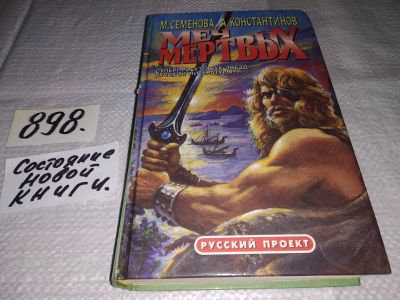 М. СЕМЕНОВА, А. КОНСТАНТИНОВ
МЕЧ
МЕРТВЫХ
898.
Состояние
новой
книги.
РУССКИЙ ПРОЕКТ